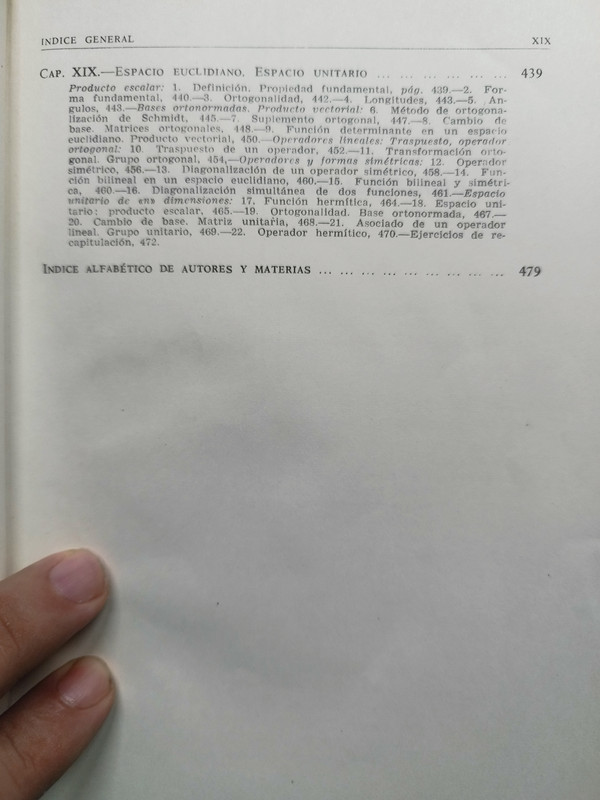 INDICE GENERAL XIX
CAP. XIX.—ESPACIO EUCLIDIANO. ESPACIO UNITARIO ... ... ... ... ... ... 439
Producto escalar: 1. Definición. Propiedad fundamental, pág. 439.—2. For-
ma fundamental, 440.—3. Ortogonalidad, 442.—4. Longitudes, 443.—5. An-
gulos, 443.—Bases ortonormadas. Producto vectorial: 6. Método de ortogona-
lización de Schmidt, 445.—7. Suplemento ortogonal, 447.—8. Cambio de
base. Matrices ortogonales, 448.—9. Función determinante en un espacio
euclidiano. Producto vectorial, 450.—Operadores lineales: Traspuesto, operador
ortogonal: 10. Traspuesto de un operador, 452.—11. Transformación orto-
gonal. Grupo ortogonal, 454.—Operadores y formas simétricas: 12. Operador
simétrico, 456.—13. Diagonalización de un operador simétrico, 458.—14. Fun-
ción bilineal en un espacio euclidiano, 460.—15. Función bilineal y simétri-
ca, 460.—16. Diagonalización simultánea de dos funciones, 461.—Espacio
unitario de «n» dimensiones: 17. Función hermítica, 464.—18. Espacio uni-
tario: producto escalar, 465.—19. Ortogonalidad. Base ortonormada, 467.—
20. Cambio de base. Matriz unitaria, 468.—21. Asociado de un operador
lineal. Grupo unitario, 469.—22. Operador hermítico, 470.—Ejercicios de re-
capitulación, 472.
INDICE ALFABÉTICO DE AUTORES Y MATERIAS ... ... ... ... ... ... ... ... ... 479